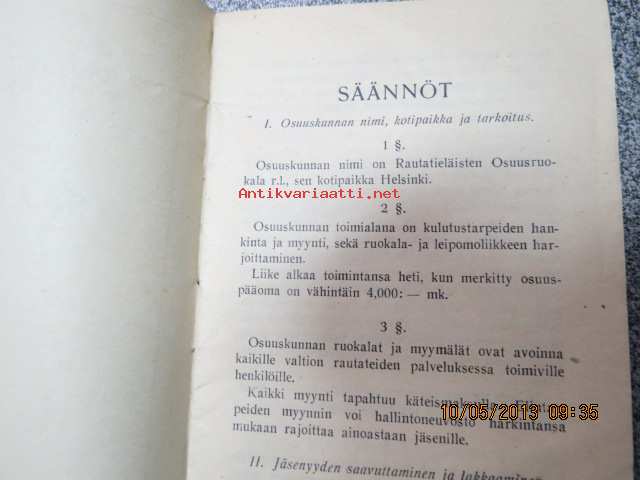 SÄÄNNÖT
I. Osuuskunnan nimi, kotipaikka ja tarkoitus.
1 §.
Osuuskunnan nimi on Rautatieläisten Osuusruo-
kala r.l., sen kotipaikka Helsinki.
Antikvariaatti.net
2 §.
Osuuskunnan toimialana on kulutustarpeiden han-
kinta ja myynti, sekä ruokala- ja leipomoliikkeen har-
joittaminen.
Liike alkaa toimintansa heti, kun merkitty osuus-
pääoma on vähintäin 4,000: — mk.
3 §.
Osuuskunnan ruokalat ja myymälät ovat avoinna
kaikille valtion rautateiden palveluksessa toimiville
henkilöille.
Kaikki myynti tapahtuu käteismaksulla.
peiden myynnin voi hallintoneuvosto harkintansa
mukaan rajoittaa ainoastaan jäsenille.
10/05/2013 09:35
II. Jäsenyyden saavuttaminen ja lakkaaminen